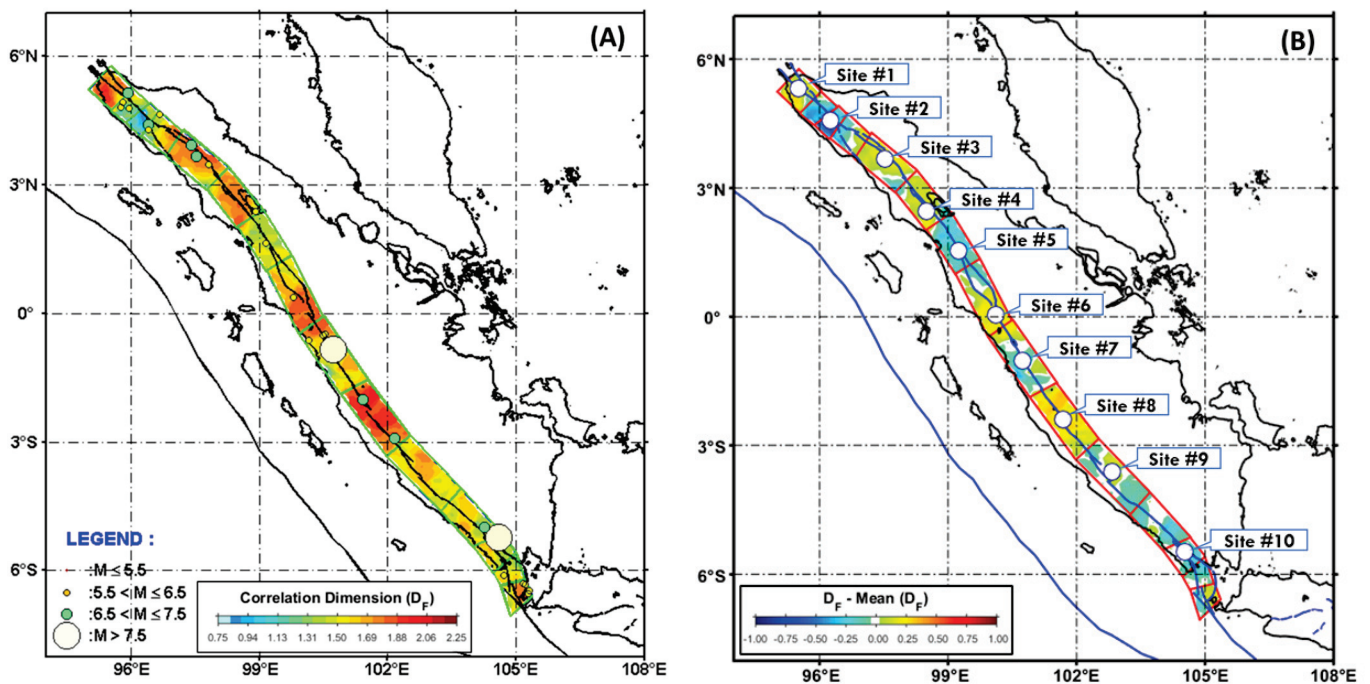 (A)
6°N
3°N
0°
3°S
6°S
96°E 99°E 102°E 105°E 108°E
LEGEND :
:M ≤ 5.5
:5.5 < M ≤ 6.5
:6.5 < M ≤ 7.5
:M > 7.5
Correlation Dimension (D_F)
0.75 0.94 1.13 1.31 1.50 1.69 1.88 2.06 2.25
(B)
6°N
3°N
0°
3°S
6°S
96°E 99°E 102°E 105°E 108°E
Site #1
Site #2
Site #3
Site #4
Site #5
Site #6
Site #7
Site #8
Site #9
Site #10
D_F - Mean (D_F)
-1.00 -0.75 -0.50 -0.25 0.00 0.25 0.50 0.75 1.00